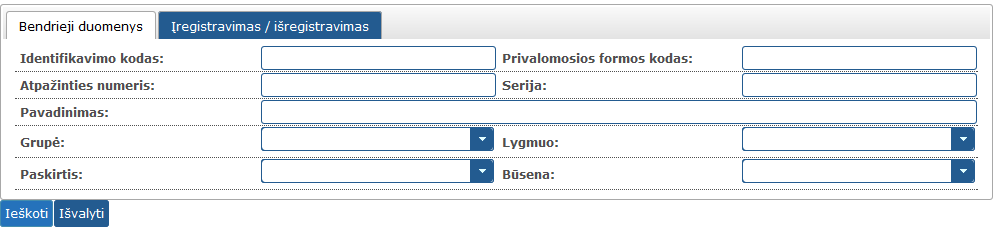 Bendrieji duomenys Įregistravimas / išregistravimas
Identifikavimo kodas: Privalomosios formos kodas:
Atpažinties numeris: Serija:
Pavadinimas:
Grupė: Lygmuo:
Paskirtis: Būsena:
Ieškoti Išvalyti